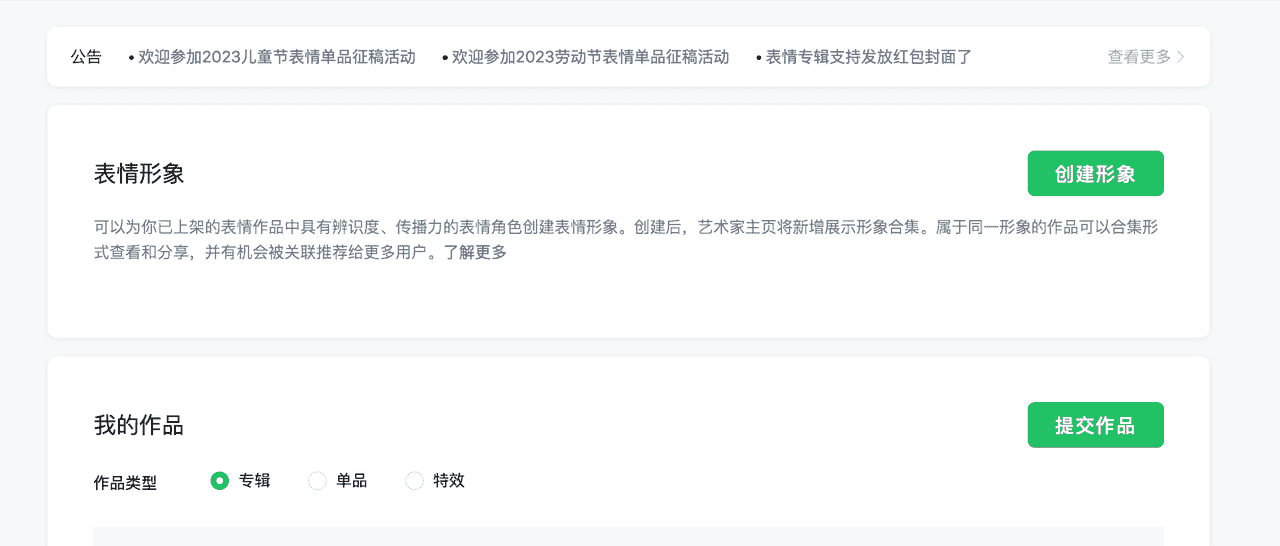 公告 • 欢迎参加2023儿童节表情单品征稿活动 • 欢迎参加2023劳动节表情单品征稿活动 • 表情专辑支持发放红包封面了 查看更多 >
表情形象 创建形象
可以为你已上架的表情作品中具有辨识度、传播力的表情角色创建表情形象。创建后，艺术家主页将新增展示形象合集。属于同一形象的作品可以合集形
式查看和分享，并有机会被关联推荐给更多用户。了解更多
我的作品 提交作品
作品类型 专辑 单品 特效